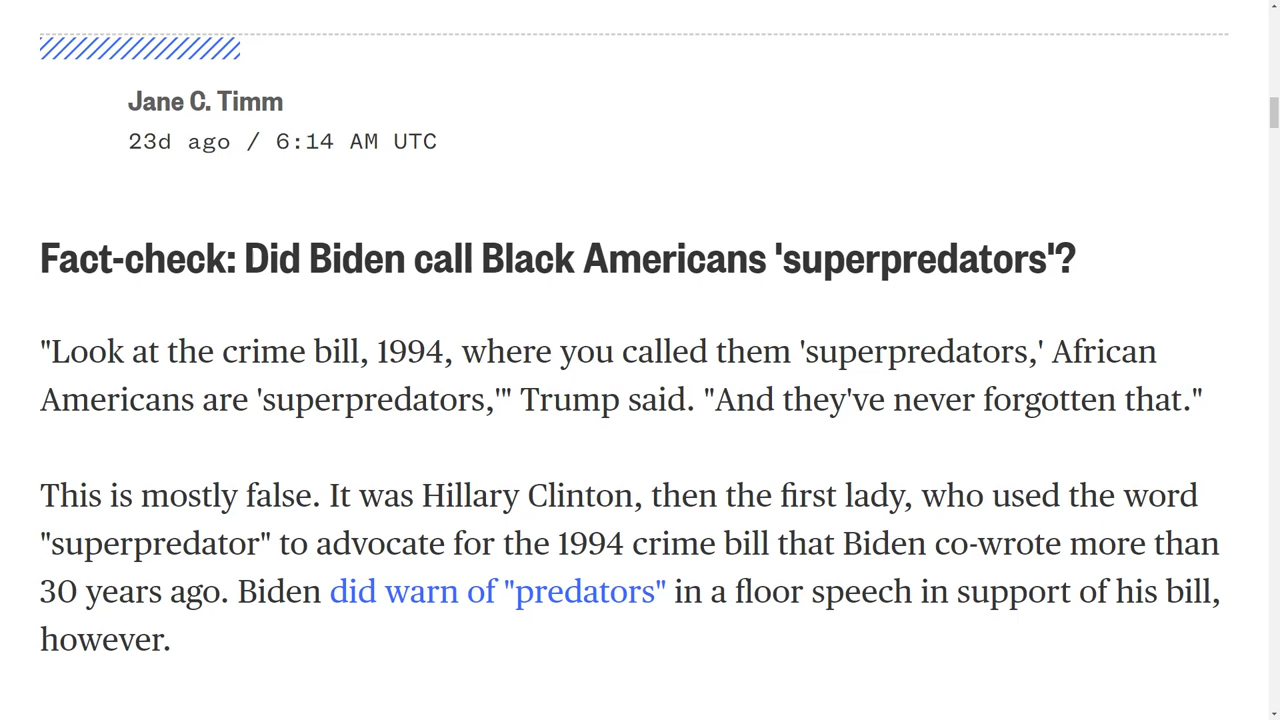 Jane C. Timm
23d ago / 6:14 AM UTC
Fact-check: Did Biden call Black Americans 'superpredators'?
"Look at the crime bill, 1994, where you called them 'superpredators,' African
Americans are 'superpredators,'" Trump said. "And they've never forgotten that."
This is mostly false. It was Hillary Clinton, then the first lady, who used the word
"superpredator" to advocate for the 1994 crime bill that Biden co-wrote more than
30 years ago. Biden did warn of "predators" in a floor speech in support of his bill,
however.